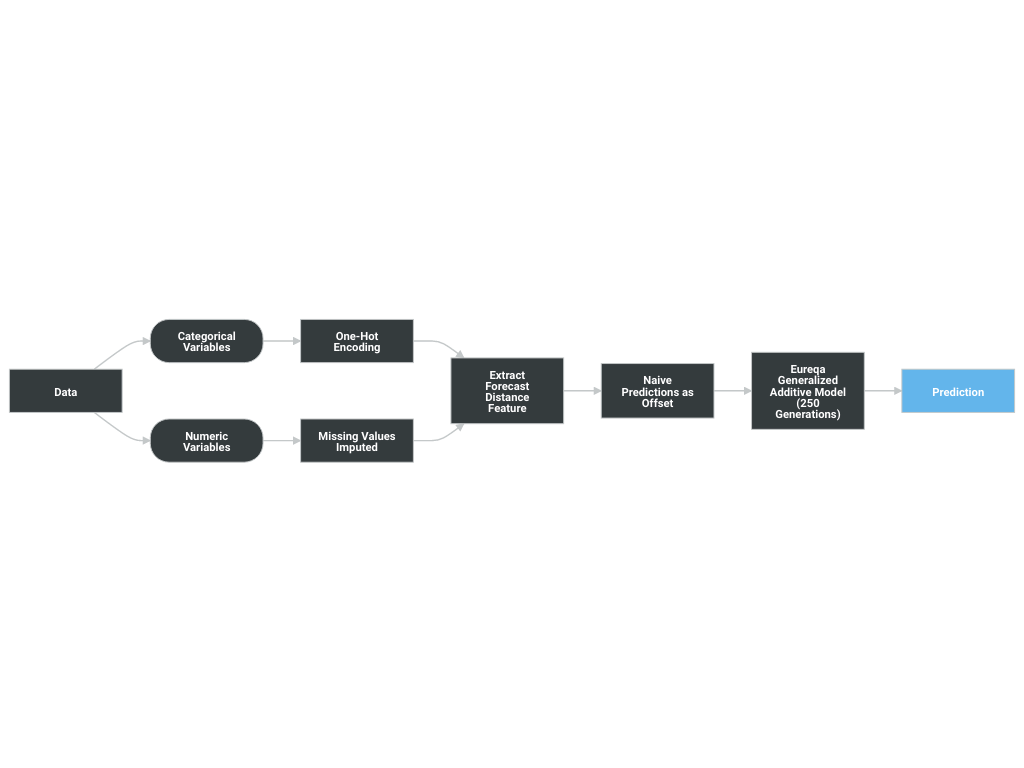 Data
Categorical
Variables
One-Hot
Encoding
Numeric
Variables
Missing Values
Imputed
Extract
Forecast
Distance
Feature
Naive
Predictions as
Offset
Eureqa
Generalized
Additive Model
(250
Generations)
Prediction